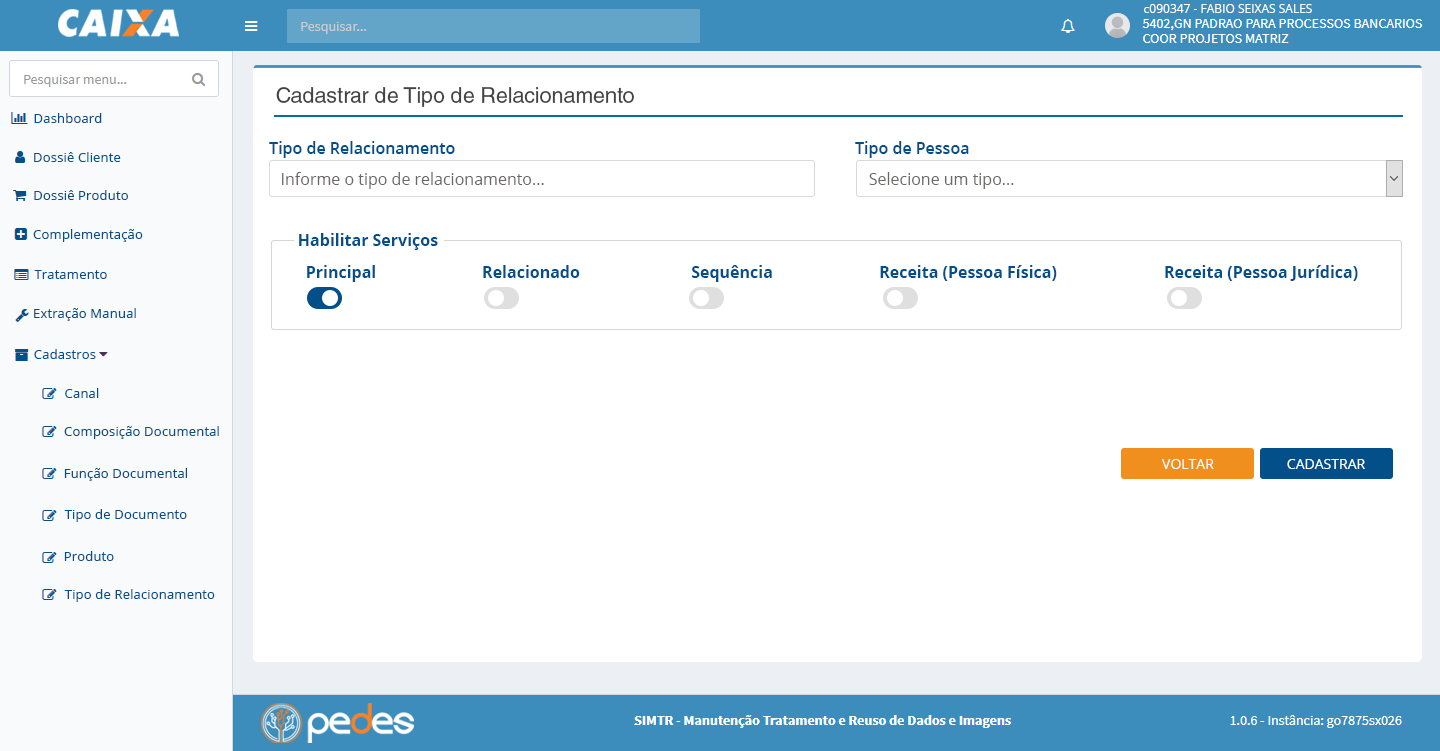 CAIXA
Pesquisar...
c090347 - FABIO SEIXAS SALES
5402,GN PADRAO PARA PROCESSOS BANCARIOS
COOR PROJETOS MATRIZ
Pesquisar menu...
Dashboard
Dossiê Cliente
Dossiê Produto
Complementação
Tratamento
Extração Manual
Cadastros
Canal
Composição Documental
Função Documental
Tipo de Documento
Produto
Tipo de Relacionamento
Cadastrar de Tipo de Relacionamento
Tipo de Relacionamento
Informe o tipo de relacionamento...
Tipo de Pessoa
Selecione um tipo...
Habilitar Serviços
Principal
Relacionado
Sequência
Receita (Pessoa Física)
Receita (Pessoa Jurídica)
VOLTAR
CADASTRAR
pedes
SIMTR - Manutenção Tratamento e Reuso de Dados e Imagens
1.0.6 - Instância: go7875sx026